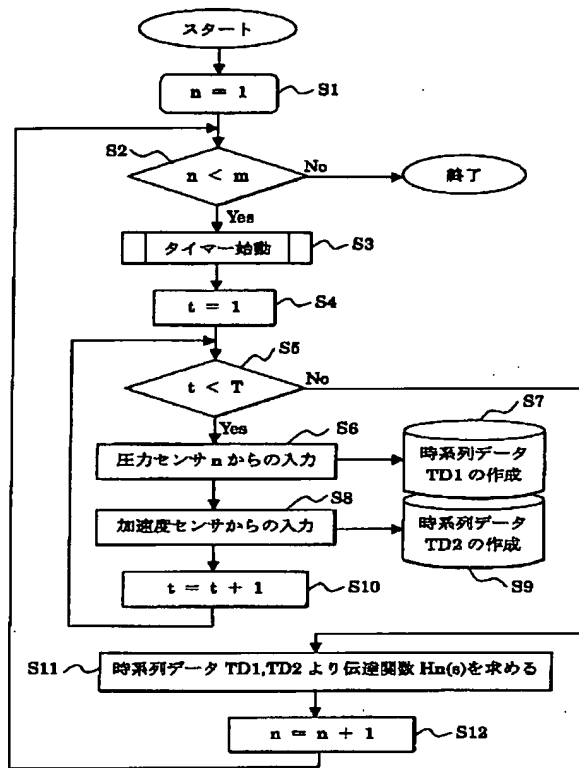 スタート
n = 1
S1
S2
n < m
No
終了
Yes
タイマー始動
S3
t = 1
S4
S5
t < T
No
Yes
S6
圧力センサ n からの入力
S7
時系列データ
TD1 の作成
S8
加速度センサからの入力
時系列データ
TD2 の作成
S9
t = t + 1
S10
S11
時系列データ TD1,TD2 より伝達関数 Hn(s)を求める
n = n + 1
S12